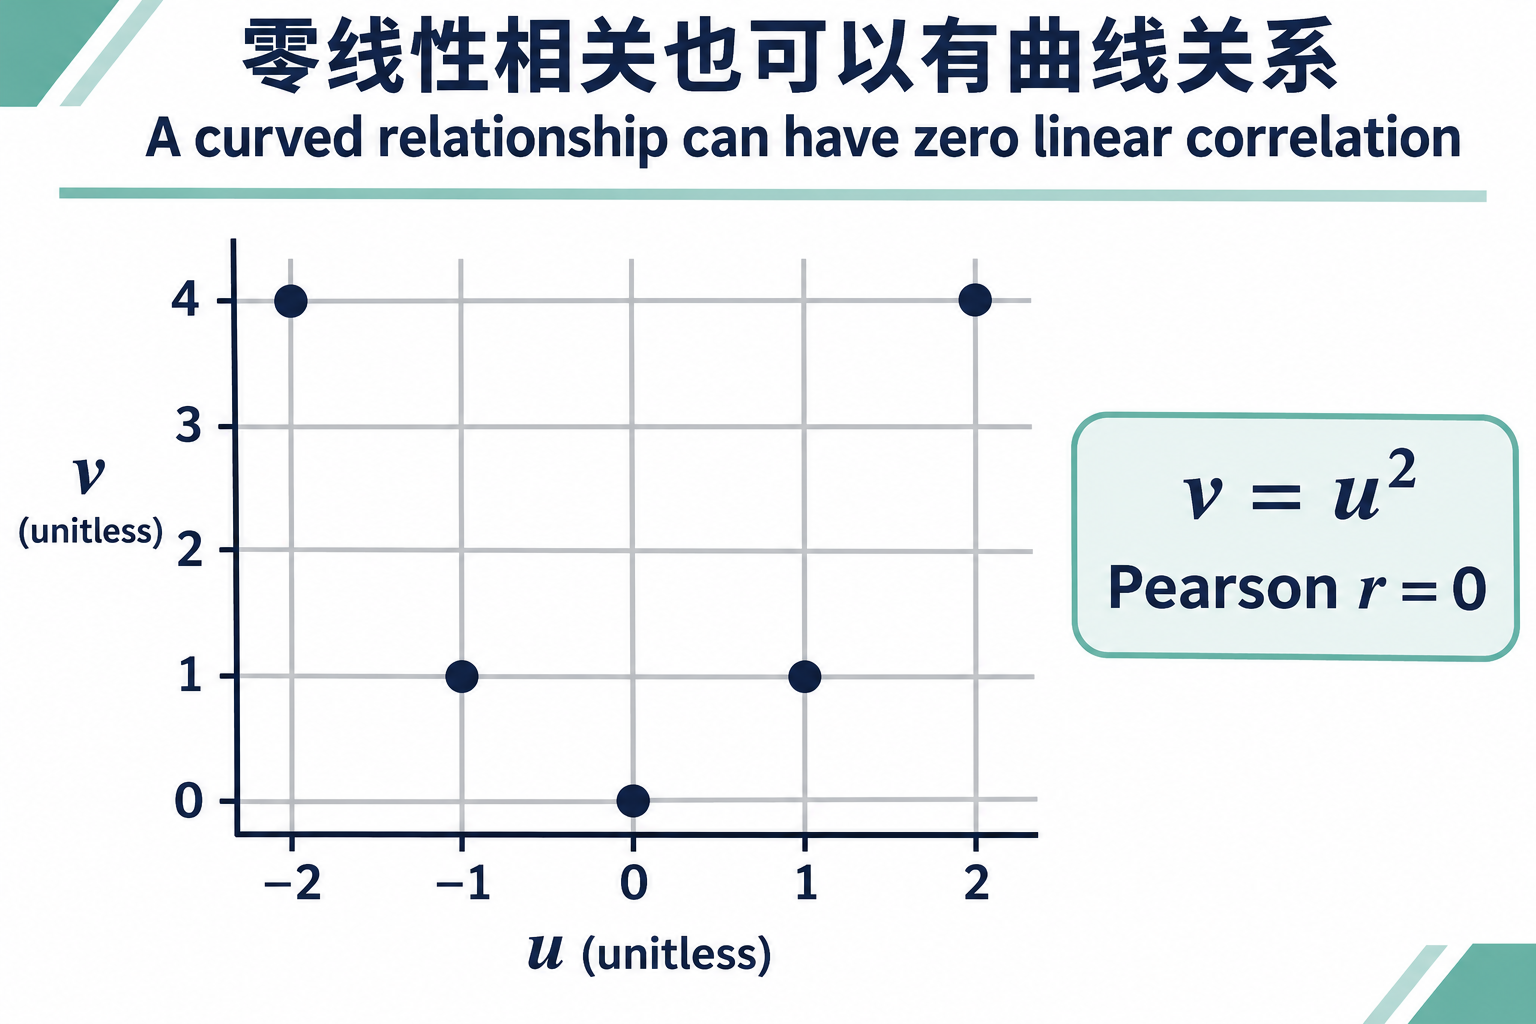 零线性相关也可以有曲线关系
A curved relationship can have zero linear correlation
4
3
v
(unitless)
2
1
0
−2 −1 0 1 2
u (unitless)
v = u²
Pearson r = 0